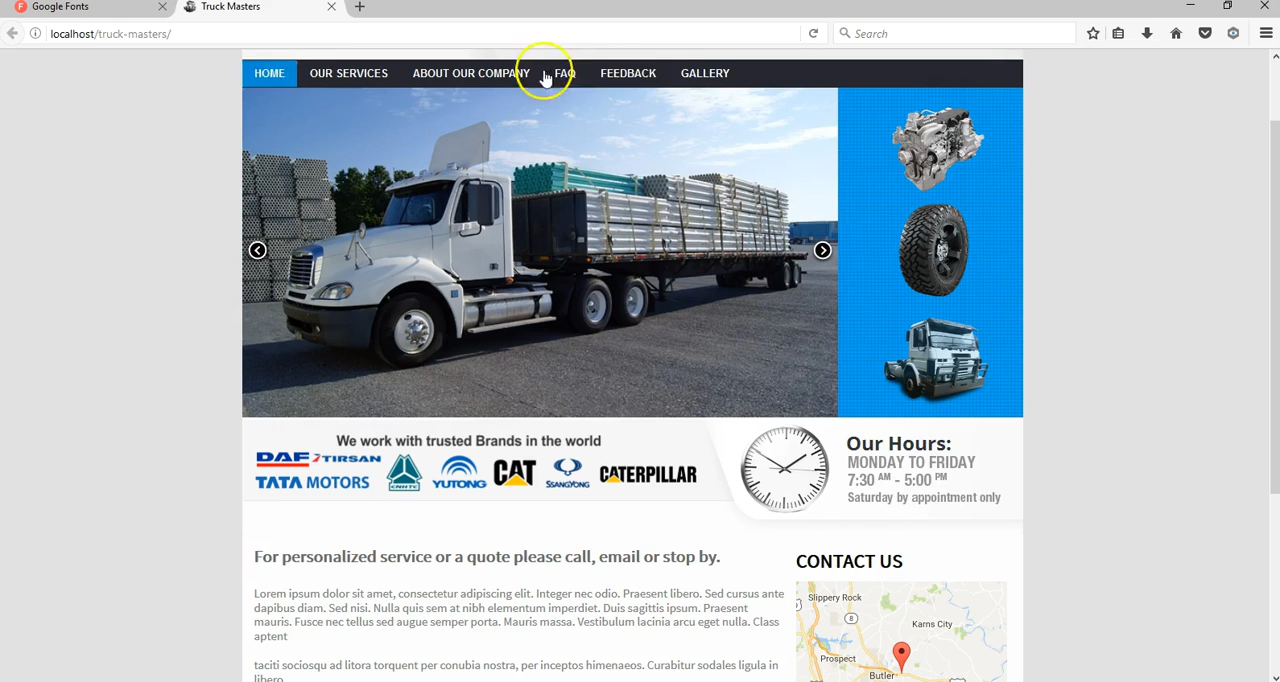 Google Fonts
Truck Masters
localhost/truck-masters/
Search
HOME OUR SERVICES ABOUT OUR COMPANY FAQ FEEDBACK GALLERY
We work with trusted Brands in the world
DAF TIRSAN
CNHTC YUTONG CAT SSANGYONG CATERPILLAR
TATA MOTORS
Our Hours:
MONDAY TO FRIDAY
7:30 AM - 5:00 PM
Saturday by appointment only
For personalized service or a quote please call, email or stop by.
Lorem ipsum dolor sit amet, consectetur adipiscing elit. Integer nec odio. Praesent libero. Sed cursus ante
dapibus diam. Sed nisi. Nulla quis sem at nibh elementum imperdiet. Duis sagittis ipsum. Praesent
mauris. Fusce nec tellus sed augue semper porta. Mauris massa. Vestibulum lacinia arcu eget nulla. Class
aptent
taciti sociosqu ad litora torquent per conubia nostra, per inceptos himenaeos. Curabitur sodales ligula in
libero
CONTACT US
Slippery Rock
8
Karns City
Prospect
Butler